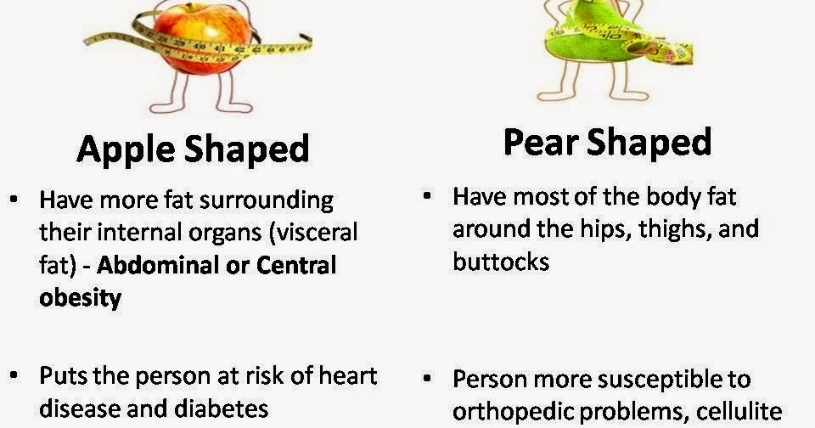 Apple Shaped
• Have more fat surrounding
their internal organs (visceral
fat) - Abdominal or Central
obesity
• Puts the person at risk of heart
disease and diabetes
Pear Shaped
• Have most of the body fat
around the hips, thighs, and
buttocks
• Person more susceptible to
orthopedic problems, cellulite